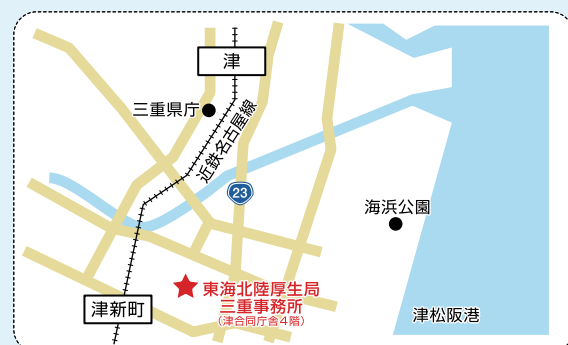 津
三重県庁
近鉄名古屋線
23
海浜公園
東海北陸厚生局
三重事務所
(津合同庁舎4階)
津新町
津松阪港